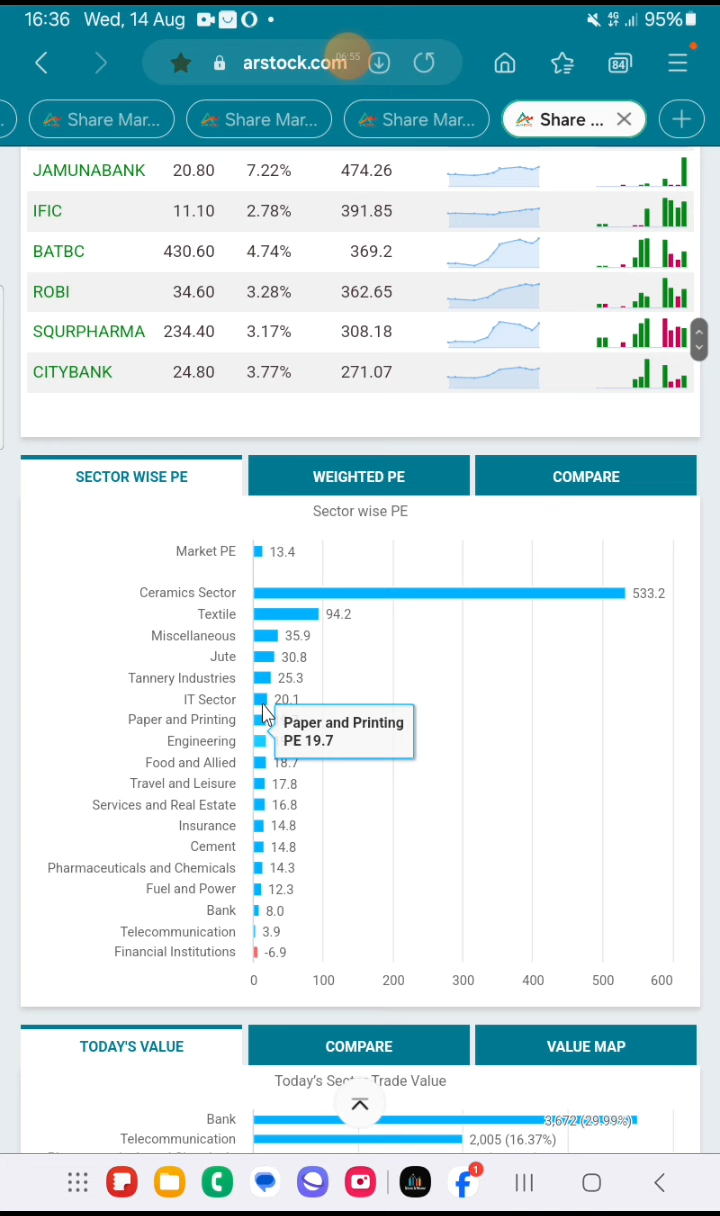 16:36 Wed, 14 Aug 4G 95%
arstock.com 06:55 84
Share Mar... Share Mar... Share Mar... Share ...
JAMUNABANK 20.80 7.22% 474.26
IFIC 11.10 2.78% 391.85
BATBC 430.60 4.74% 369.2
ROBI 34.60 3.28% 362.65
SQURPHARMA 234.40 3.17% 308.18
CITYBANK 24.80 3.77% 271.07
SECTOR WISE PE WEIGHTED PE COMPARE
Sector wise PE
Market PE 13.4
Ceramics Sector 533.2
Textile 94.2
Miscellaneous 35.9
Jute 30.8
Tannery Industries 25.3
IT Sector 20.1
Paper and Printing
Paper and Printing
PE 19.7
Engineering
Food and Allied 18.7
Travel and Leisure 17.8
Services and Real Estate 16.8
Insurance 14.8
Cement 14.8
Pharmaceuticals and Chemicals 14.3
Fuel and Power 12.3
Bank 8.0
Telecommunication 3.9
Financial Institutions -6.9
0 100 200 300 400 500 600
TODAY'S VALUE COMPARE VALUE MAP
Today's Sector Trade Value
Bank 3,672 (29.99%)
Telecommunication 2,005 (16.37%)
1